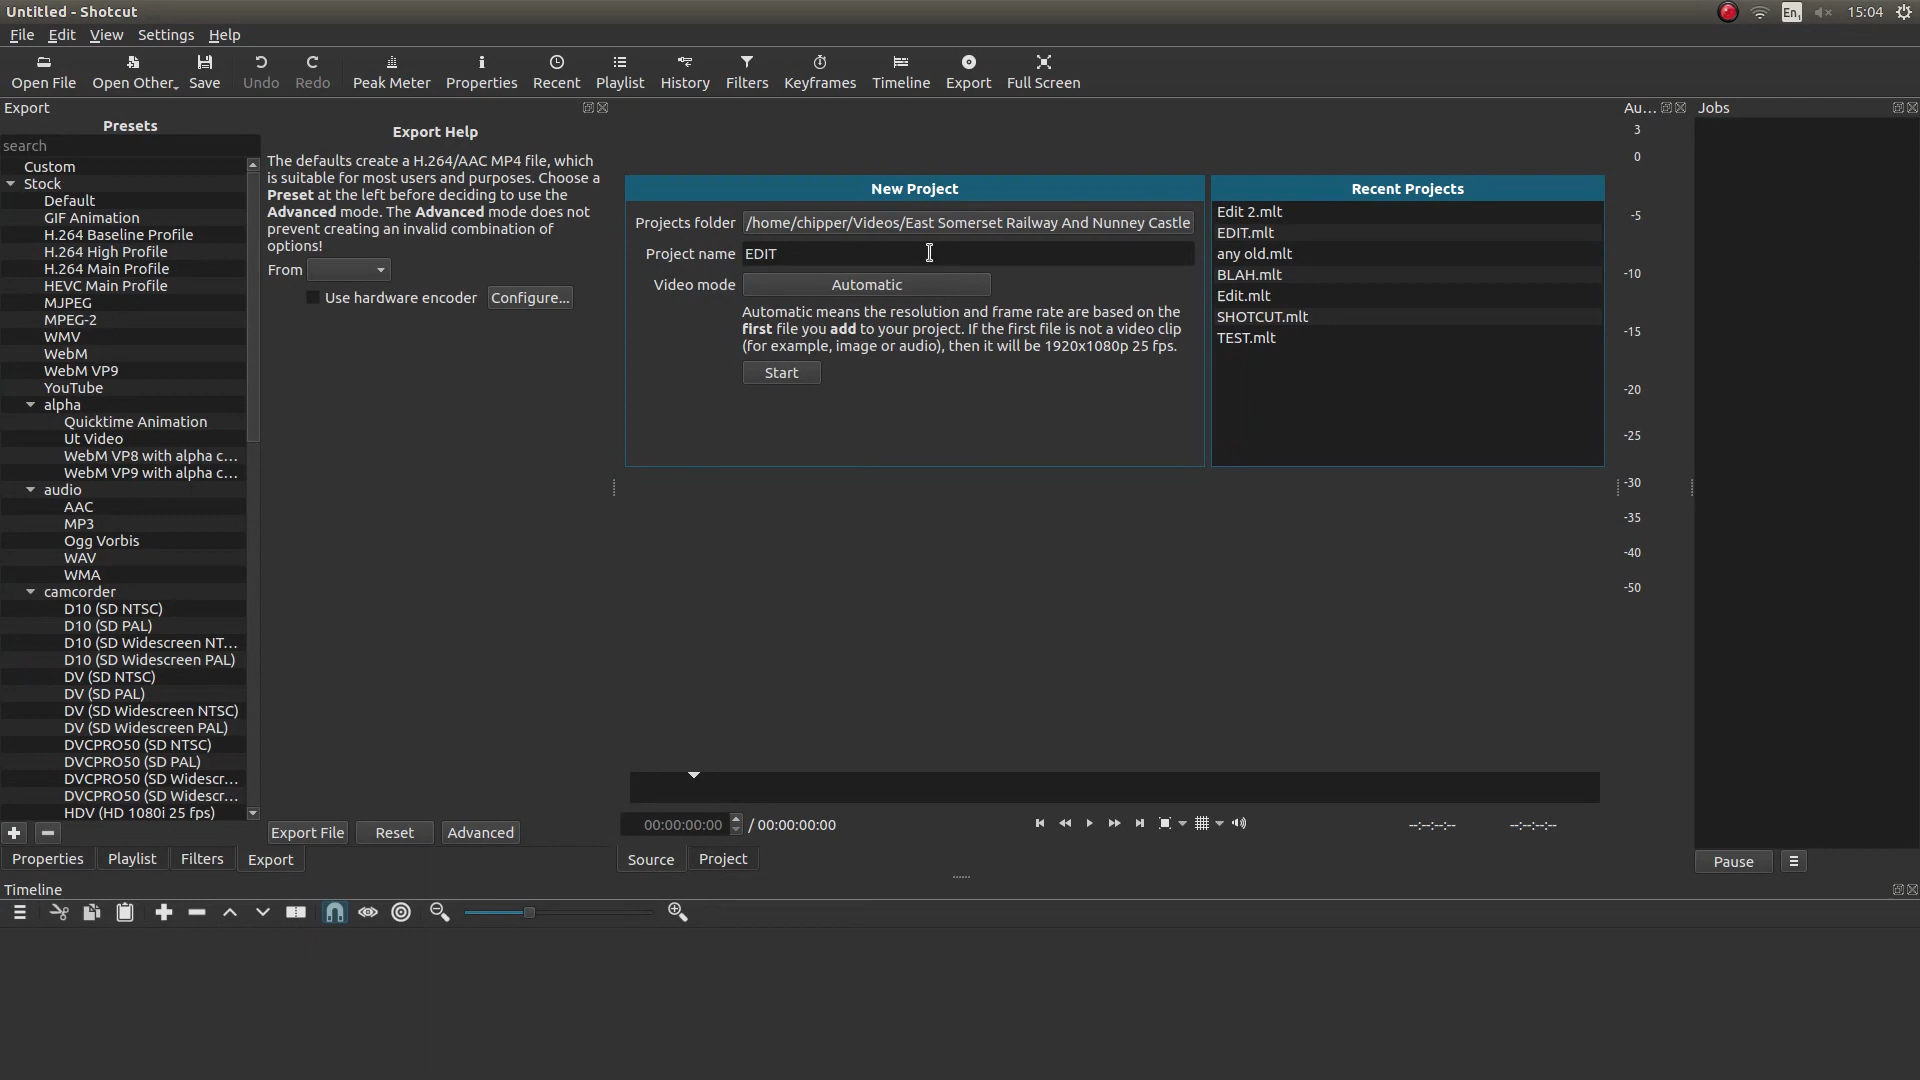 Untitled - Shotcut
En1
15:04
File Edit View Settings Help
Open File Open Other... Save Undo Redo Peak Meter Properties Recent Playlist History Filters Keyframes Timeline Export Full Screen
Export
Presets
search
Custom
Stock
Default
GIF Animation
H.264 Baseline Profile
H.264 High Profile
H.264 Main Profile
HEVC Main Profile
MJPEG
MPEG-2
WMV
WebM
WebM VP9
YouTube
alpha
Quicktime Animation
Ut Video
WebM VP8 with alpha c...
WebM VP9 with alpha c...
audio
AAC
MP3
Ogg Vorbis
WAV
WMA
camcorder
D10 (SD NTSC)
D10 (SD PAL)
D10 (SD Widescreen NT...
D10 (SD Widescreen PAL)
DV (SD NTSC)
DV (SD PAL)
DV (SD Widescreen NTSC)
DV (SD Widescreen PAL)
DVCPRO50 (SD NTSC)
DVCPRO50 (SD PAL)
DVCPRO50 (SD Widescr...
DVCPRO50 (SD Widescr...
HDV (HD 1080i 25 fps)
Export Help
The defaults create a H.264/AAC MP4 file, which
is suitable for most users and purposes. Choose a
Preset at the left before deciding to use the
Advanced mode. The Advanced mode does not
prevent creating an invalid combination of
options!
From
Use hardware encoder Configure...
Export File Reset Advanced
Properties Playlist Filters Export
New Project
Projects folder /home/chipper/Videos/East Somerset Railway And Nunney Castle
Project name EDIT
Video mode Automatic
Automatic means the resolution and frame rate are based on the
first file you add to your project. If the first file is not a video clip
(for example, image or audio), then it will be 1920x1080p 25 fps.
Start
Recent Projects
Edit 2.mlt
EDIT.mlt
any old.mlt
BLAH.mlt
Edit.mlt
SHOTCUT.mlt
TEST.mlt
00:00:00:00 / 00:00:00:00
--:--:--:-- --:--:--:--
Source Project
Au...
3
0
-5
-10
-15
-20
-25
-30
-35
-40
-50
Jobs
Pause
Timeline